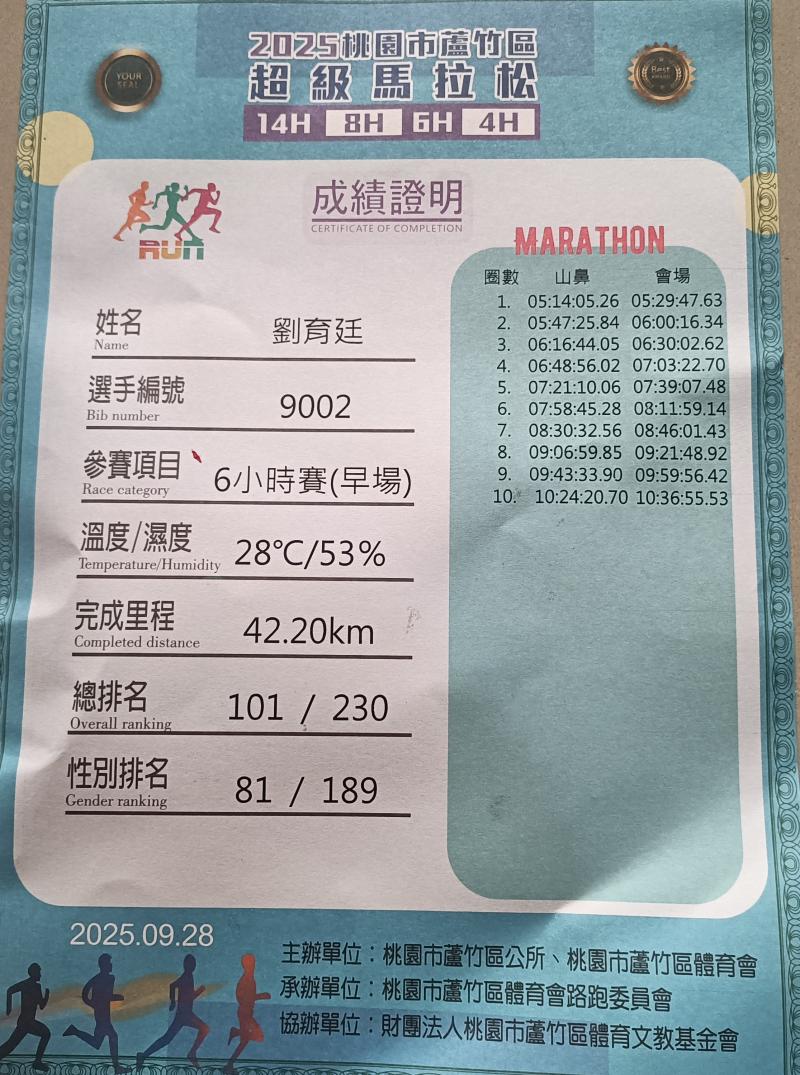 2025桃園市蘆竹區
超級馬拉松
14H 8H 6H 4H
YOUR
SEAL
Best
AWARD
RUN
成績證明
CERTIFICATE OF COMPLETION
姓名 劉育廷
Name
選手編號 9002
Bib number
參賽項目 6小時賽(早場)
Race category
溫度/濕度 28℃/53%
Temperature/Humidity
完成里程 42.20km
Completed distance
總排名 101 / 230
Overall ranking
性別排名 81 / 189
Gender ranking
MARATHON
圈數 山鼻 會場
1. 05:14:05.26 05:29:47.63
2. 05:47:25.84 06:00:16.34
3. 06:16:44.05 06:30:02.62
4. 06:48:56.02 07:03:22.70
5. 07:21:10.06 07:39:07.48
6. 07:58:45.28 08:11:59.14
7. 08:30:32.56 08:46:01.43
8. 09:06:59.85 09:21:48.92
9. 09:43:33.90 09:59:56.42
10. 10:24:20.70 10:36:55.53
2025.09.28
主辦單位：桃園市蘆竹區公所、桃園市蘆竹區體育會
承辦單位：桃園市蘆竹區體育會路跑委員會
協辦單位：財團法人桃園市蘆竹區體育文教基金會